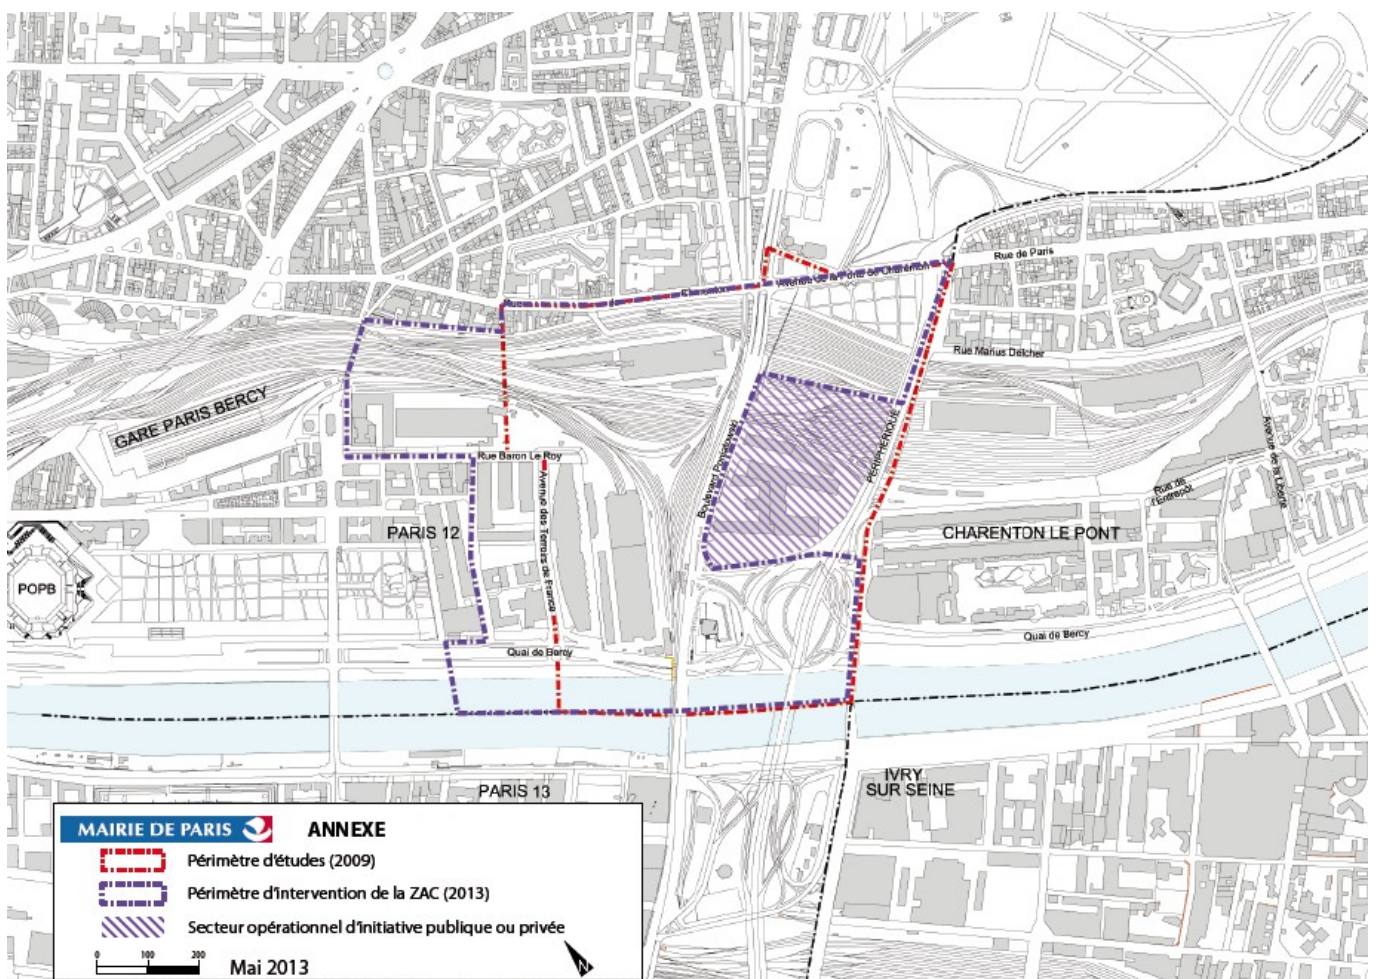 Rue de Paris
Avenue de la Porte de Charenton
Rue
Charenton
Rue Marius Delcher
GARE PARIS BERCY
Boulevard Poniatowski
PERIPHERIQUE
Avenue de la Liberte
Rue Baron Le Roy
Avenue des Terroirs de France
Rue de
l'Entrepôt
PARIS 12
CHARENTON LE PONT
POPB
Quai de Bercy
Quai de Bercy
PARIS 13
IVRY
SUR SEINE
MAIRIE DE PARIS
ANNEXE
Périmètre d'études (2009)
Périmètre d'intervention de la ZAC (2013)
Secteur opérationnel d'initiative publique ou privée
0 100 200
Mai 2013
N